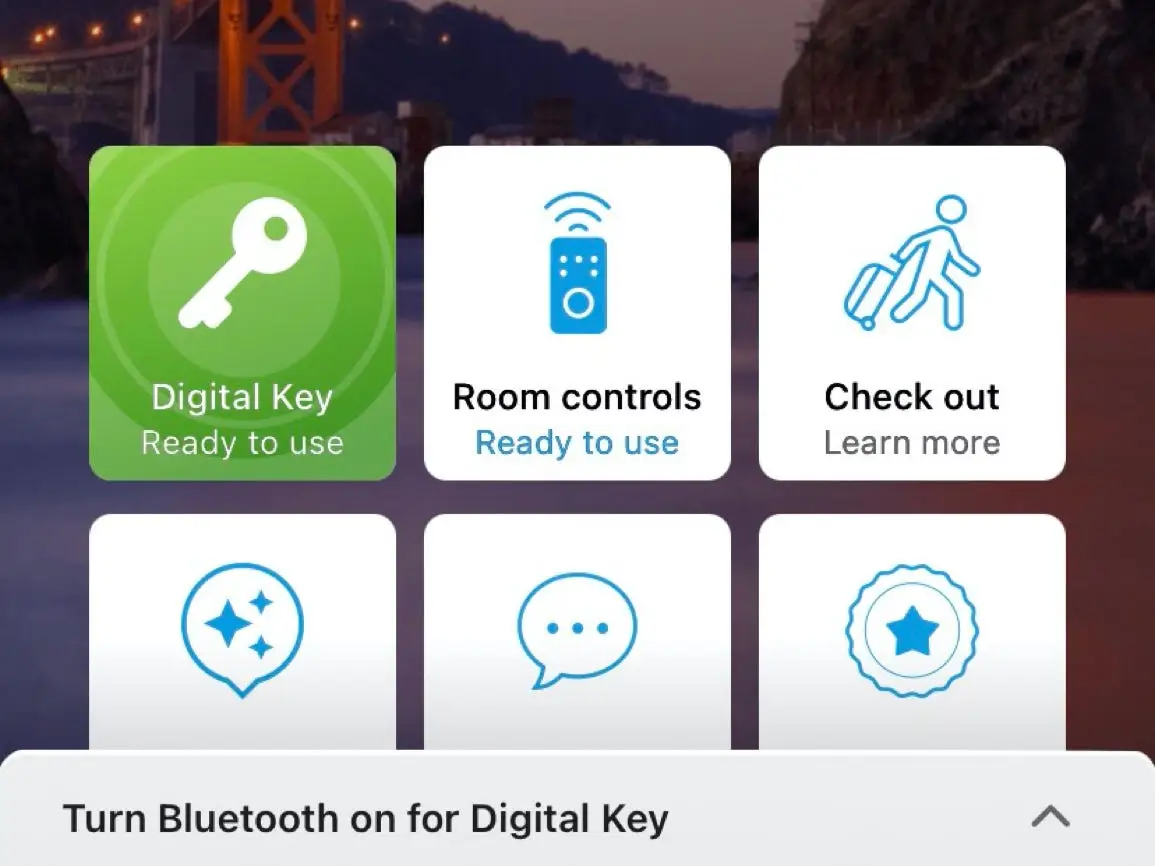 Digital Key
Ready to use
Room controls
Ready to use
Check out
Learn more
Turn Bluetooth on for Digital Key